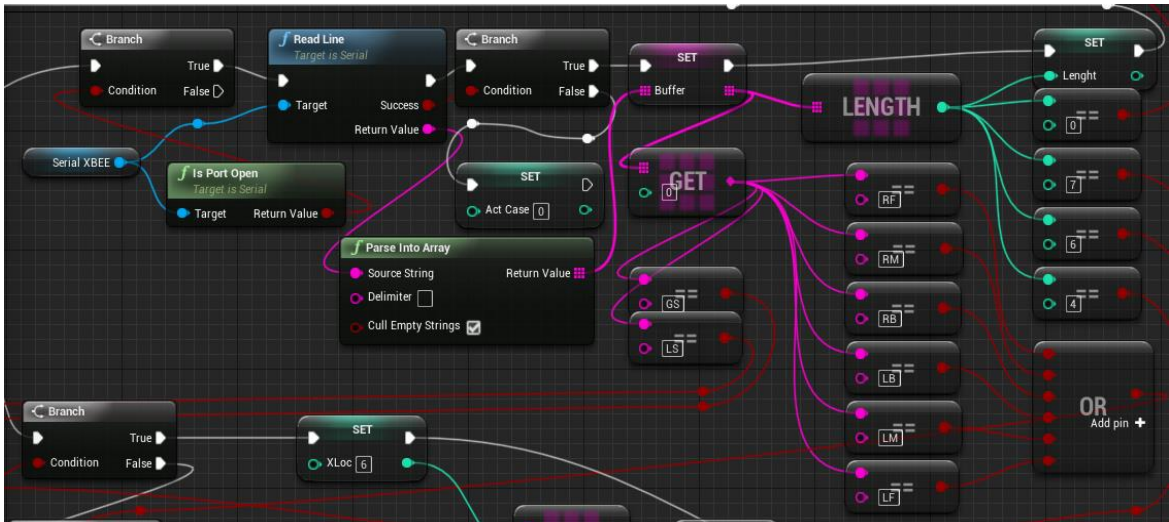 Branch
True
Condition
False
Read Line
Target is Serial
Target
Success
Return Value
Branch
True
Condition
False
SET
Buffer
SET
Lenght
LENGTH
0 ==
7 ==
6 ==
4 ==
Serial XBEE
Is Port Open
Target is Serial
Target
Return Value
SET
Act Case 0
GET
0
Parse Into Array
Source String
Return Value
Delimiter
Cull Empty Strings
GS ==
LS ==
RF ==
RM ==
RB ==
LB ==
LM ==
LF ==
OR
Add pin +
Branch
True
Condition
False
SET
XLoc 6